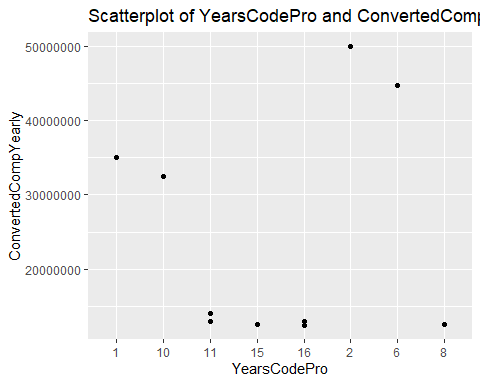 Scatterplot of YearsCodePro and ConvertedComp
50000000
40000000
30000000
20000000
ConvertedCompYearly
1 10 11 15 16 2 6 8
YearsCodePro